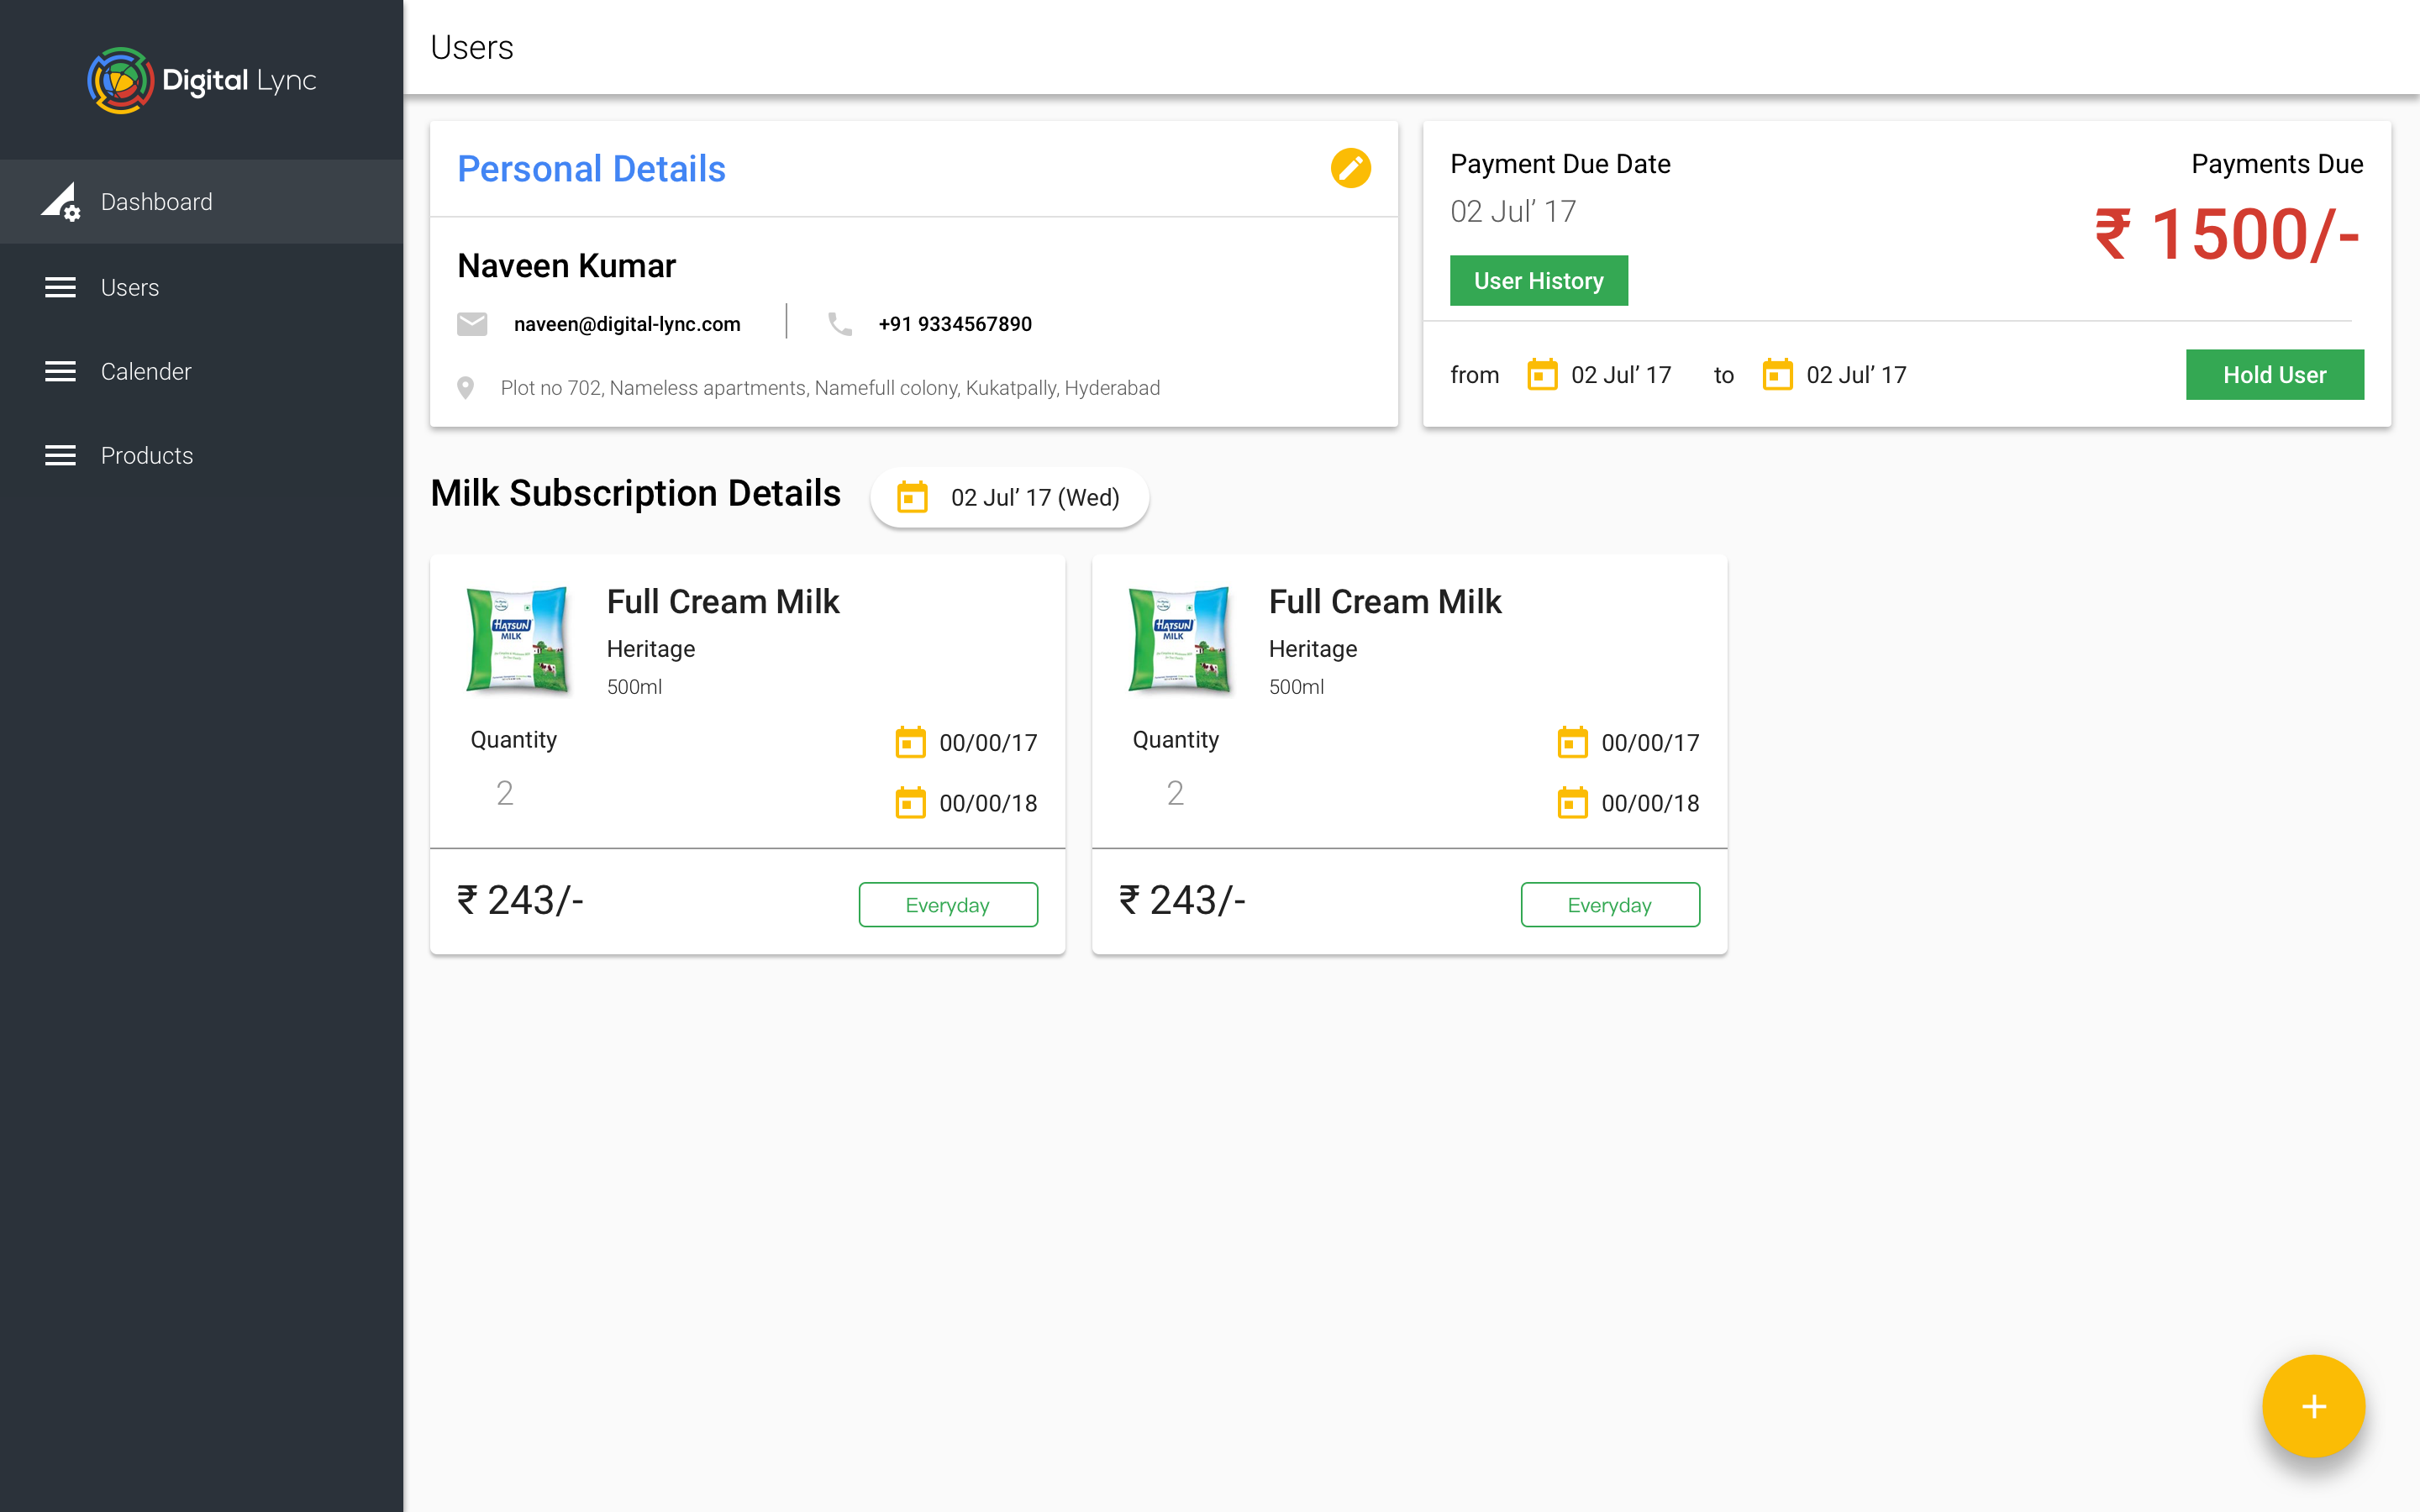 Digital Lync
Dashboard
Users
Calender
Products
Users
Personal Details
Naveen Kumar
naveen@digital-lync.com
+91 9334567890
Plot no 702, Nameless apartments, Namefull colony, Kukatpally, Hyderabad
Payment Due Date
02 Jul’ 17
User History
Payments Due
₹ 1500/-
from 02 Jul’ 17 to 02 Jul’ 17
Hold User
Milk Subscription Details
02 Jul’ 17 (Wed)
HATSUN
MILK
Full Cream Milk
Heritage
500ml
Quantity
2
00/00/17
00/00/18
₹ 243/-
Everyday
HATSUN
MILK
Full Cream Milk
Heritage
500ml
Quantity
2
00/00/17
00/00/18
₹ 243/-
Everyday